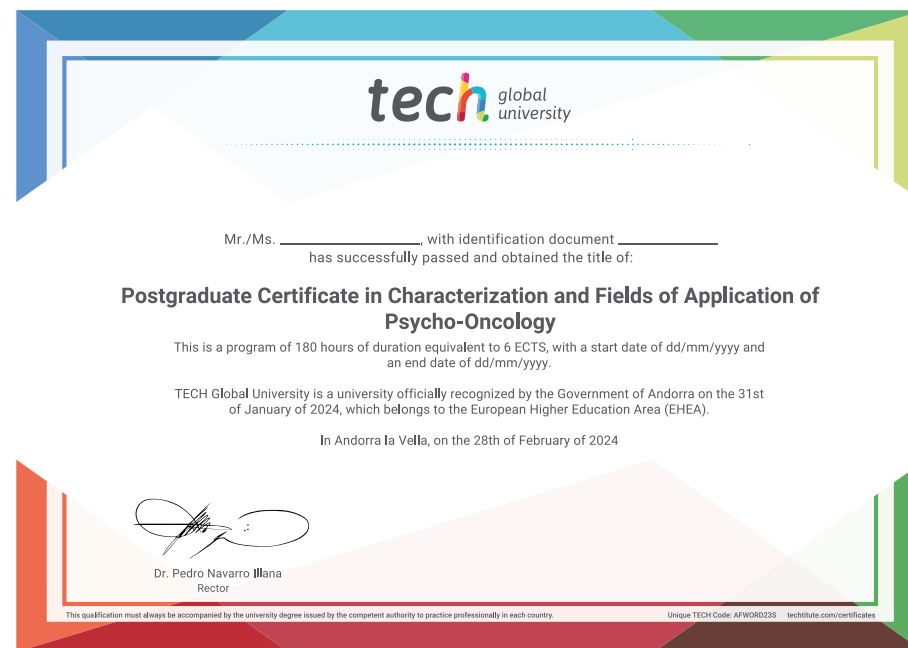 tech global
university
Mr./Ms. ____________, with identification document ____________
has successfully passed and obtained the title of:
Postgraduate Certificate in Characterization and Fields of Application of
Psycho-Oncology
This is a program of 180 hours of duration equivalent to 6 ECTS, with a start date of dd/mm/yyyy and
an end date of dd/mm/yyyy.
TECH Global University is a university officially recognized by the Government of Andorra on the 31st
of January of 2024, which belongs to the European Higher Education Area (EHEA).
In Andorra la Vella, on the 28th of February of 2024
Dr. Pedro Navarro Illana
Rector
This qualification must always be accompanied by the university degree issued by the competent authority to practice professionally in each country. Unique TECH Code: AFWORD23S techtitute.com/certificates